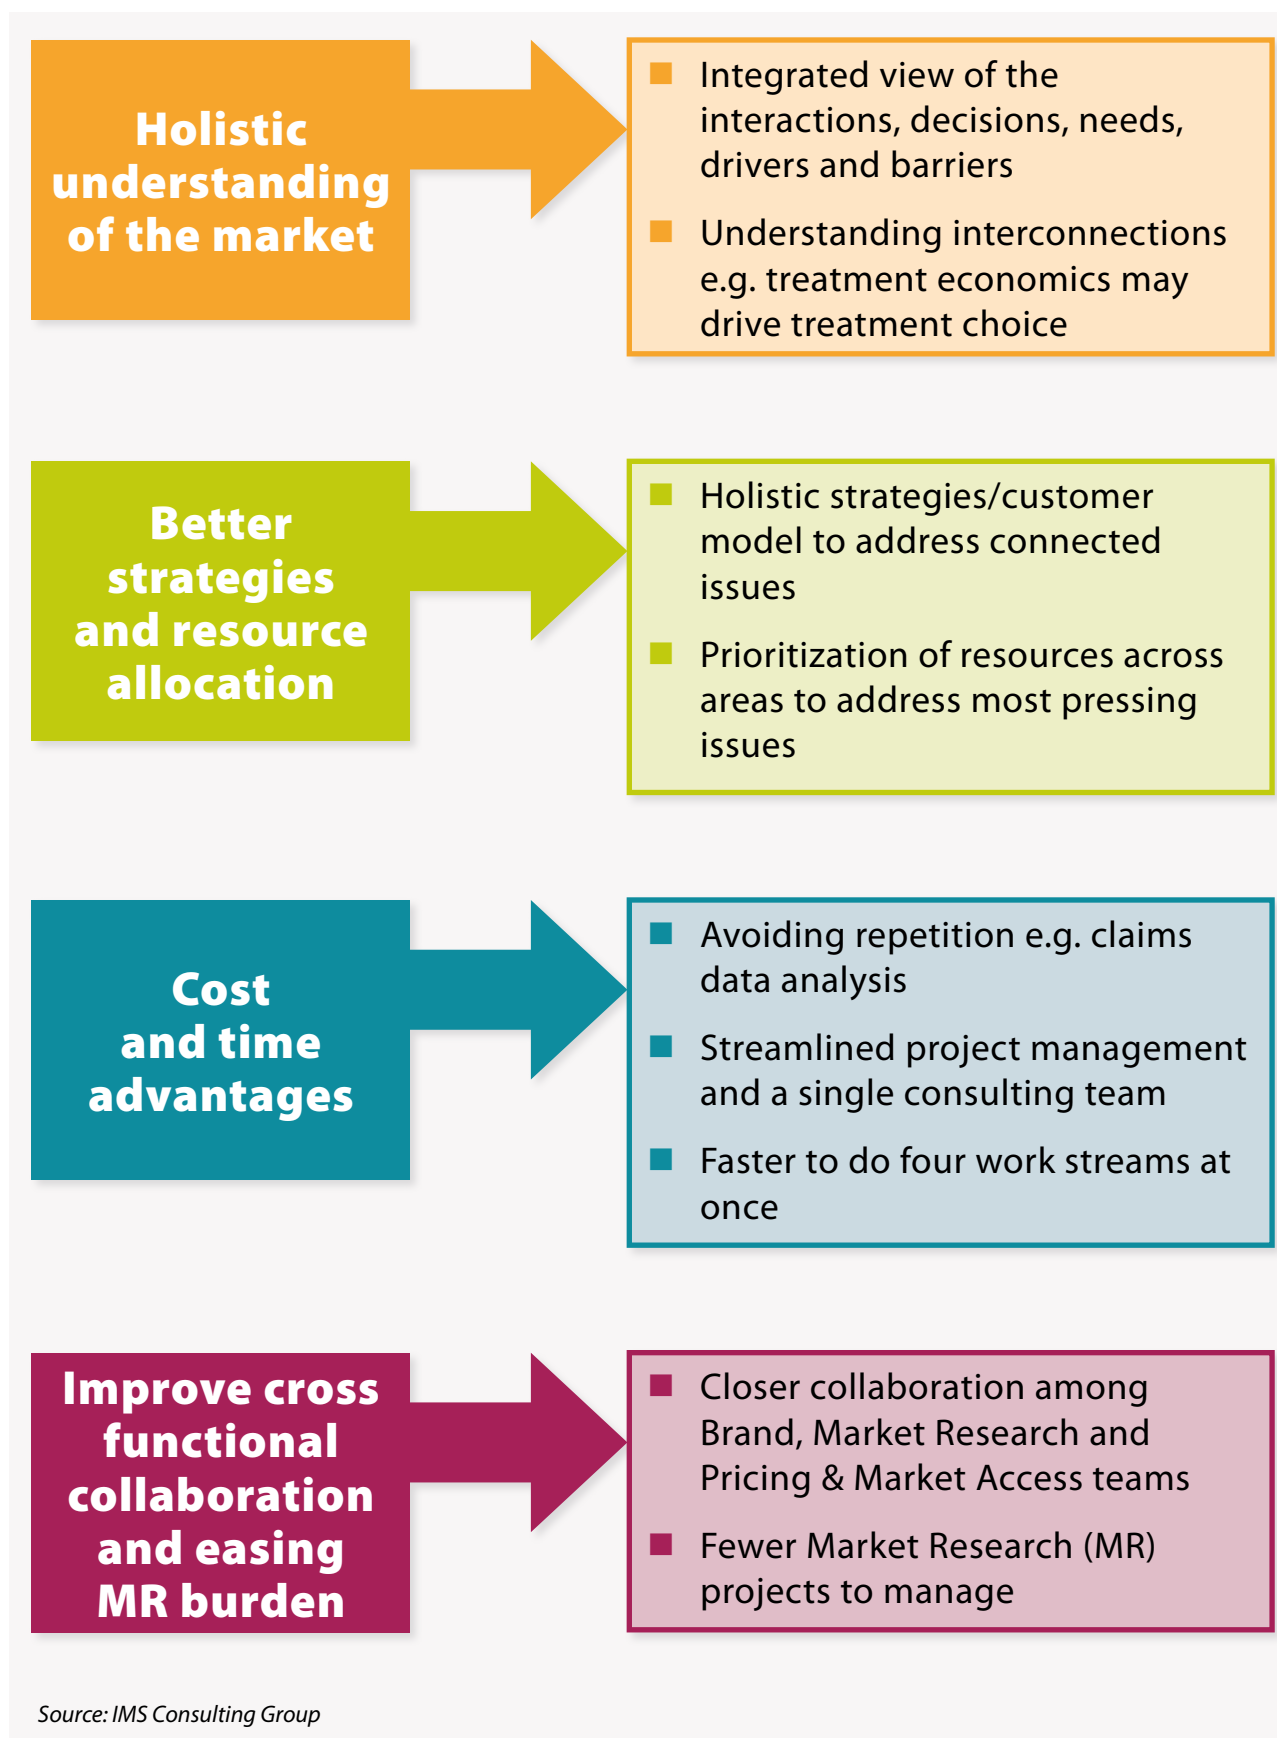 Holistic
understanding
of the market
Integrated view of the
interactions, decisions, needs,
drivers and barriers
Understanding interconnections
e.g. treatment economics may
drive treatment choice
Better
strategies
and resource
allocation
Holistic strategies/customer
model to address connected
issues
Prioritization of resources across
areas to address most pressing
issues
Cost
and time
advantages
Avoiding repetition e.g. claims
data analysis
Streamlined project management
and a single consulting team
Faster to do four work streams at
once
Improve cross
functional
collaboration
and easing
MR burden
Closer collaboration among
Brand, Market Research and
Pricing & Market Access teams
Fewer Market Research (MR)
projects to manage
Source: IMS Consulting Group